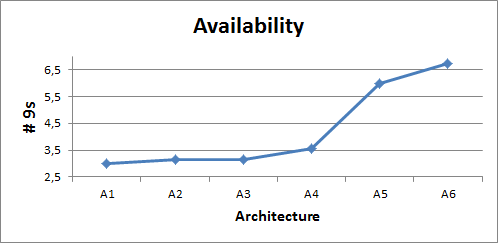 Availability
6,5
5,5
4,5
3,5
2,5
# 9s
A1 A2 A3 A4 A5 A6
Architecture